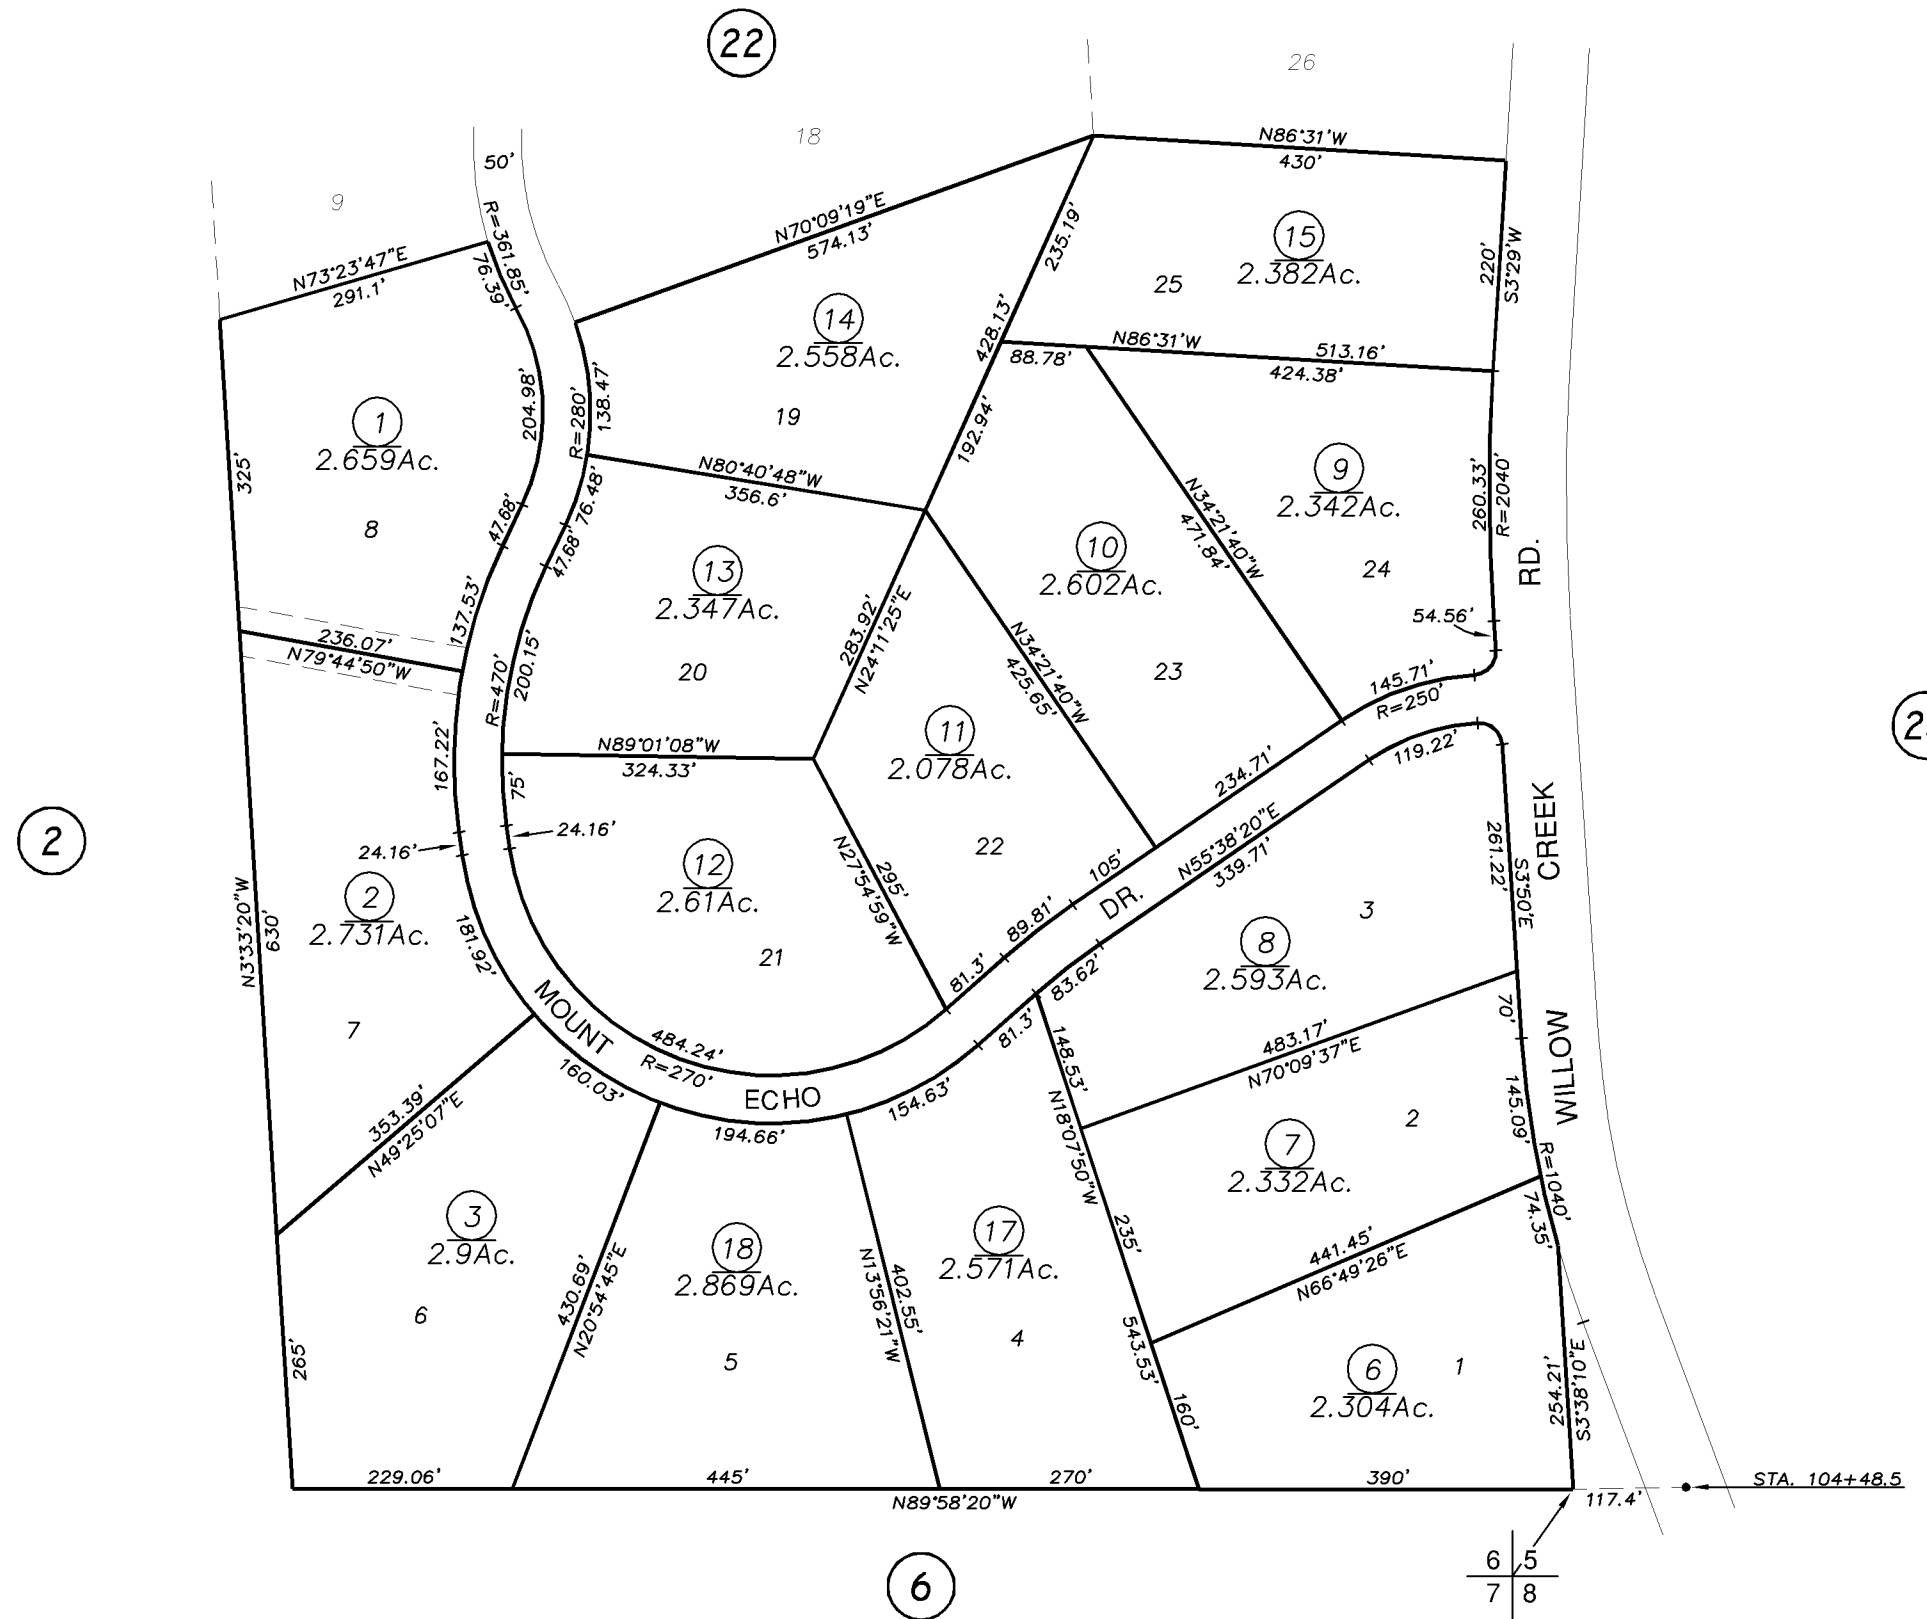 22
26
18
9
50'
R=361.85'
76.39'
N73°23'47"E
291.1'
N70°09'19"E
574.13'
N86°31'W
430'
235.19'
428.13'
192.94'
15
2.382Ac.
25
220'
S3°29'W
14
2.558Ac.
19
N86°31'W
513.16'
88.78'
424.38'
1
2.659Ac.
8
325'
204.98'
R=280'
138.47'
N80°40'48"W
356.6'
76.48'
47.68'
47.68'
137.53'
9
2.342Ac.
24
260.33'
R=2040'
N34°21'40"W
471.84'
10
2.602Ac.
23
13
2.347Ac.
20
283.92'
N24°11'25"E
N34°21'40"W
425.65'
54.56'
RD.
236.07'
N79°44'50"W
R=470'
200.15'
145.71'
R=250'
119.22'
N89°01'08"W
324.33'
75'
167.22'
11
2.078Ac.
22
234.71'
N55°38'20"E
339.71'
105'
DR.
89.81'
81.3'
2
24.16'
24.16'
2
2.731Ac.
7
N3°33'20"W
630'
181.92'
12
2.61Ac.
21
N27°54'59"W
295'
CREEK
261.22'
S3°50'E
3
8
2.593Ac.
83.62'
81.3'
MOUNT
484.24'
R=270'
ECHO
160.03'
194.66'
154.63'
148.53'
N18°07'50"W
483.17'
N70°09'37"E
70'
WILLOW
145.09'
R=1040'
74.35'
2
7
2.332Ac.
353.39'
N49°25'07"E
3
2.9Ac.
6
265'
430.69'
N20°54'45"E
18
2.869Ac.
5
N13°56'21"W
402.55'
17
2.571Ac.
4
235'
543.53'
160'
441.45'
N66°49'26"E
6
2.304Ac.
1
254.21'
S3°38'10"E
229.06'
445'
270'
390'
N89°58'20"W
117.4'
STA. 104+48.5
6
6 5
7 8